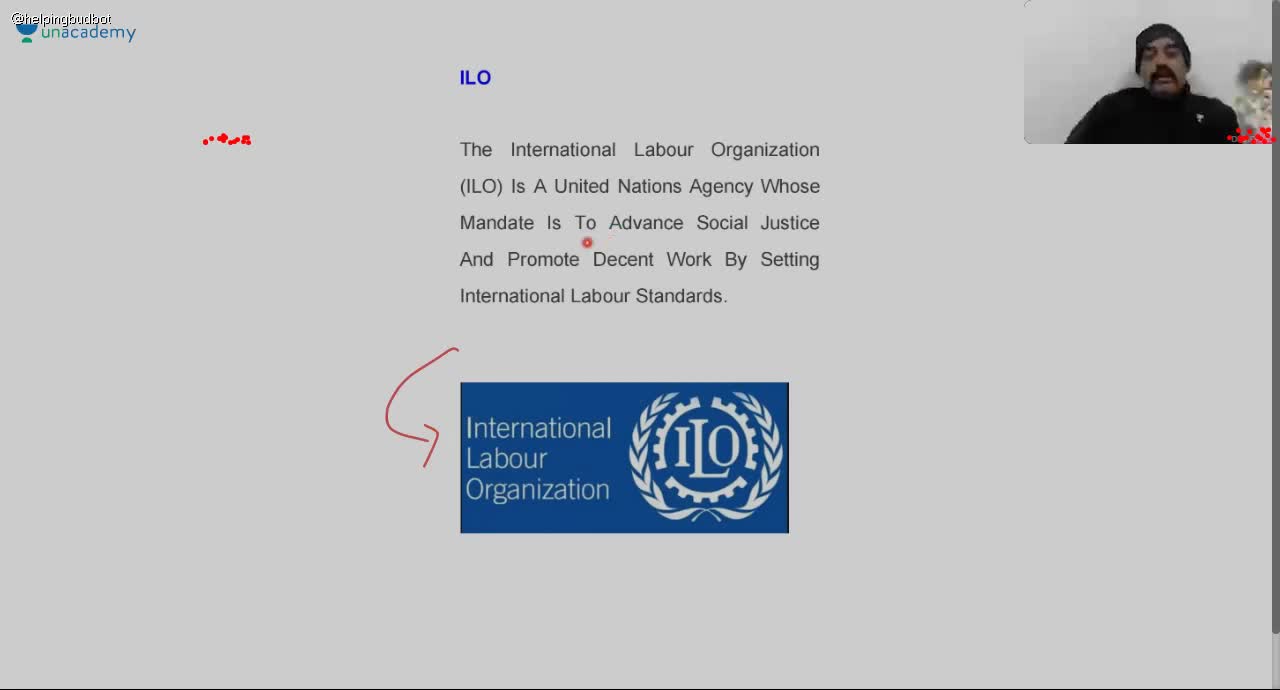 @helpingbudbot
unacademy
ILO
The International Labour Organization
(ILO) Is A United Nations Agency Whose
Mandate Is To Advance Social Justice
And Promote Decent Work By Setting
International Labour Standards.
International
Labour
Organization
ILO